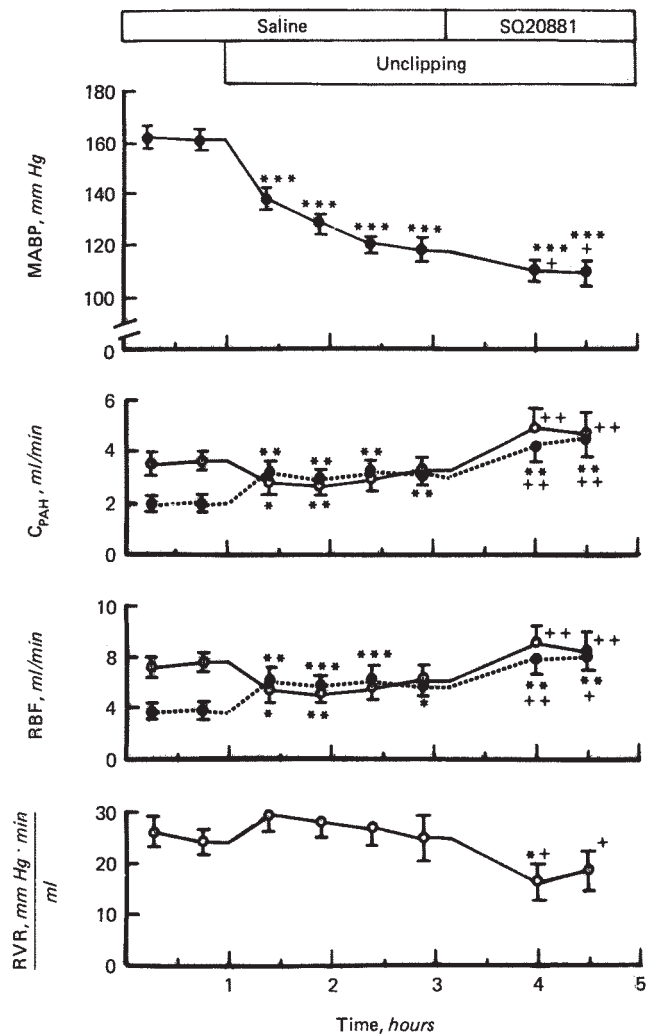 Saline SQ20881
Unclipping
MABP, mm Hg
180
160
140
120
100
0
*** *** *** *** *** ***
+ +
C_PAH, ml/min
6
4
2
0
** ** ** ++ ++
* ** ** ** **
++ ++
RBF, ml/min
10
8
4
0
** *** *** ++ ++
* ** * ** **
++ +
RVR, mm Hg · min
ml
30
20
10
0
*+ +
1 2 3 4 5
Time, hours